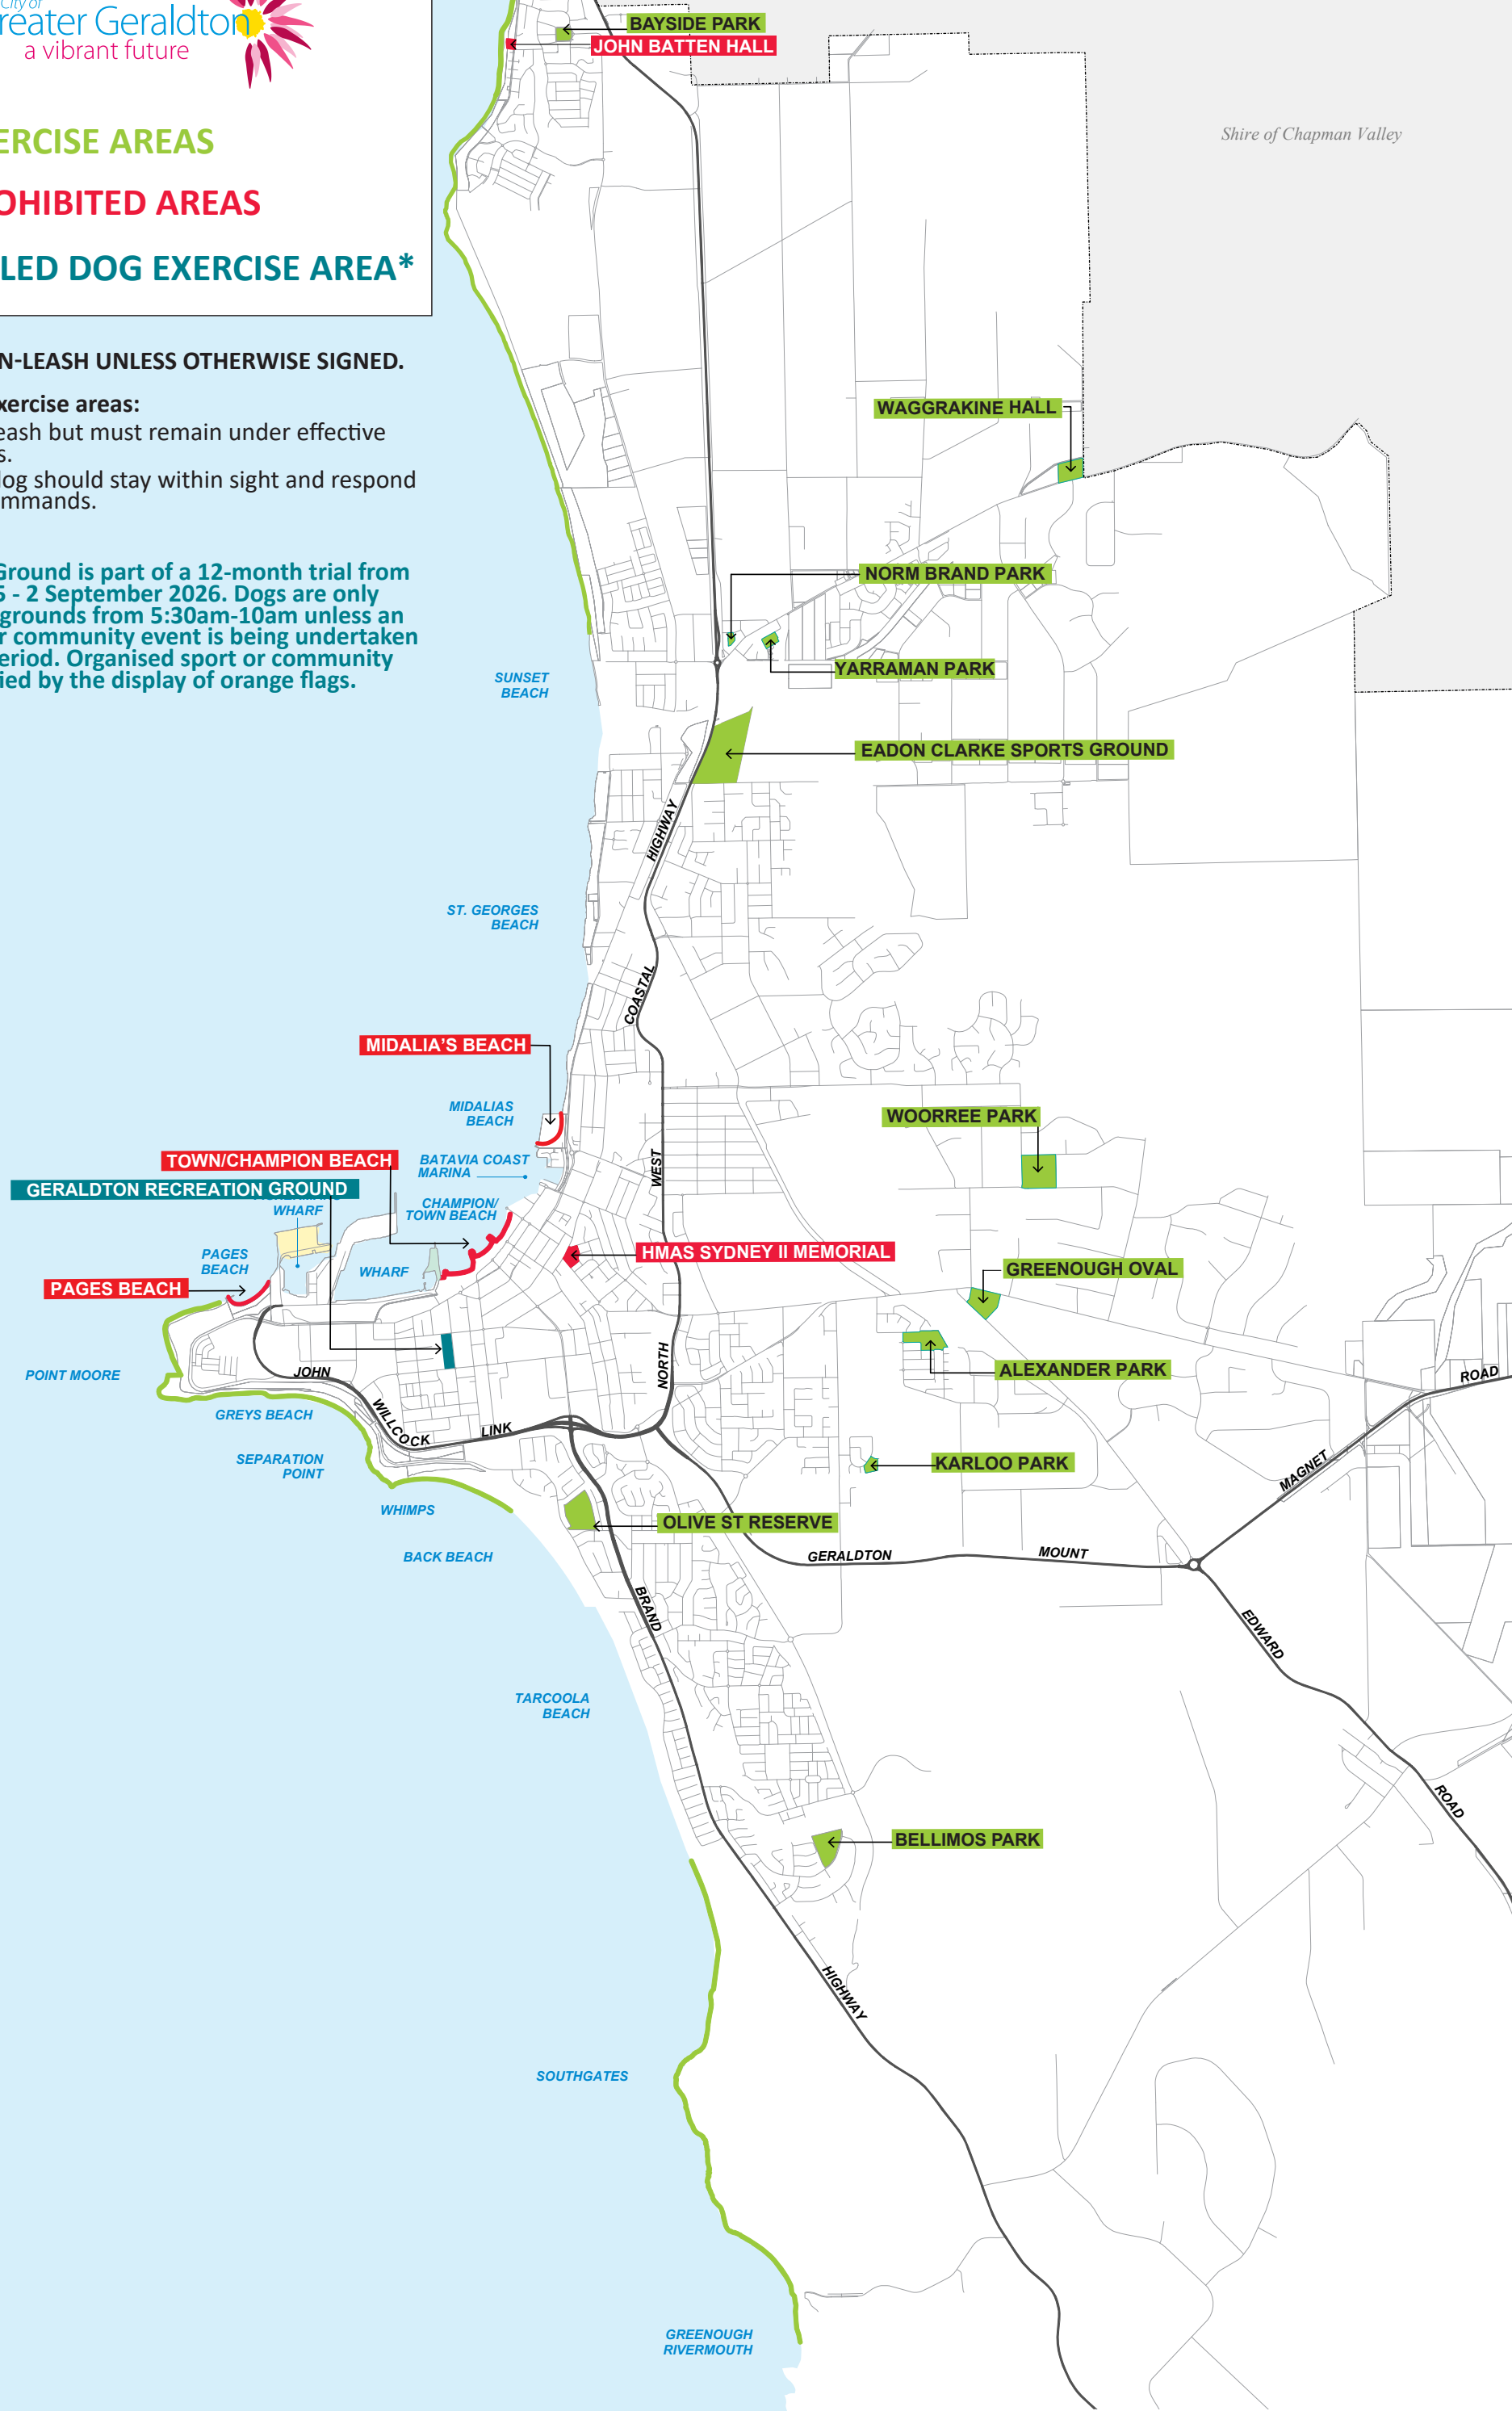 City of
reater Geraldton
a vibrant future
ERCISE AREAS
OHIBITED AREAS
LED DOG EXERCISE AREA*
N-LEASH UNLESS OTHERWISE SIGNED.
xercise areas:
eash but must remain under effective
s.
dog should stay within sight and respond
mmands.
Ground is part of a 12-month trial from
5 - 2 September 2026. Dogs are only
grounds from 5:30am-10am unless an
r community event is being undertaken
eriod. Organised sport or community
ied by the display of orange flags.
BAYSIDE PARK
JOHN BATTEN HALL
Shire of Chapman Valley
WAGGRAKINE HALL
NORM BRAND PARK
YARRAMAN PARK
SUNSET
BEACH
EADON CLARKE SPORTS GROUND
HIGHWAY
ST. GEORGES
BEACH
COASTAL
MIDALIA'S BEACH
MIDALIAS
BEACH
WOORREE PARK
TOWN/CHAMPION BEACH
BATAVIA COAST
MARINA
WEST
GERALDTON RECREATION GROUND
WHARF
CHAMPION/
TOWN BEACH
PAGES
BEACH
WHARF
HMAS SYDNEY II MEMORIAL
GREENOUGH OVAL
PAGES BEACH
POINT MOORE
JOHN
NORTH
ALEXANDER PARK
ROAD
GREYS BEACH
WILLCOCK
LINK
SEPARATION
POINT
KARLOO PARK
MAGNET
WHIMPS
OLIVE ST RESERVE
BACK BEACH
GERALDTON
MOUNT
BRAND
EDWARD
TARCOOLA
BEACH
ROAD
BELLIMOS PARK
HIGHWAY
SOUTHGATES
GREENOUGH
RIVERMOUTH